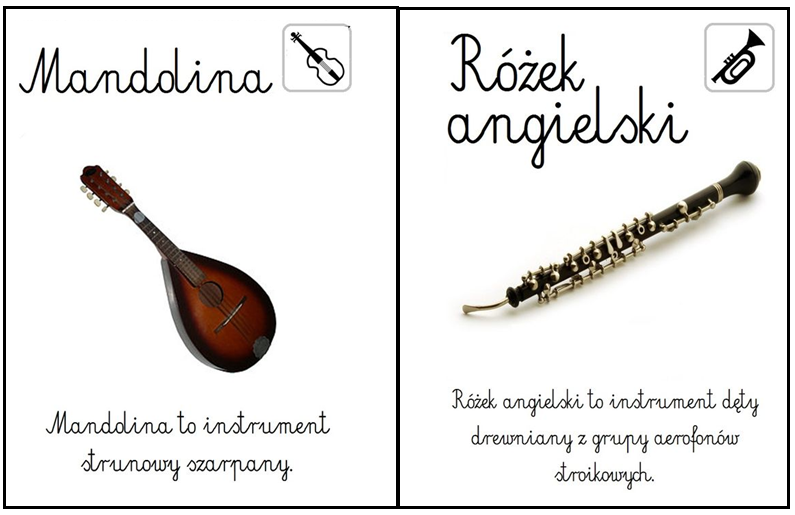 Mandolina
Mandolina to instrument
strunowy szarpany.
Różek
angielski
Różek angielski to instrument dęty
drewniany z grupy aerofonów
stroikowych.